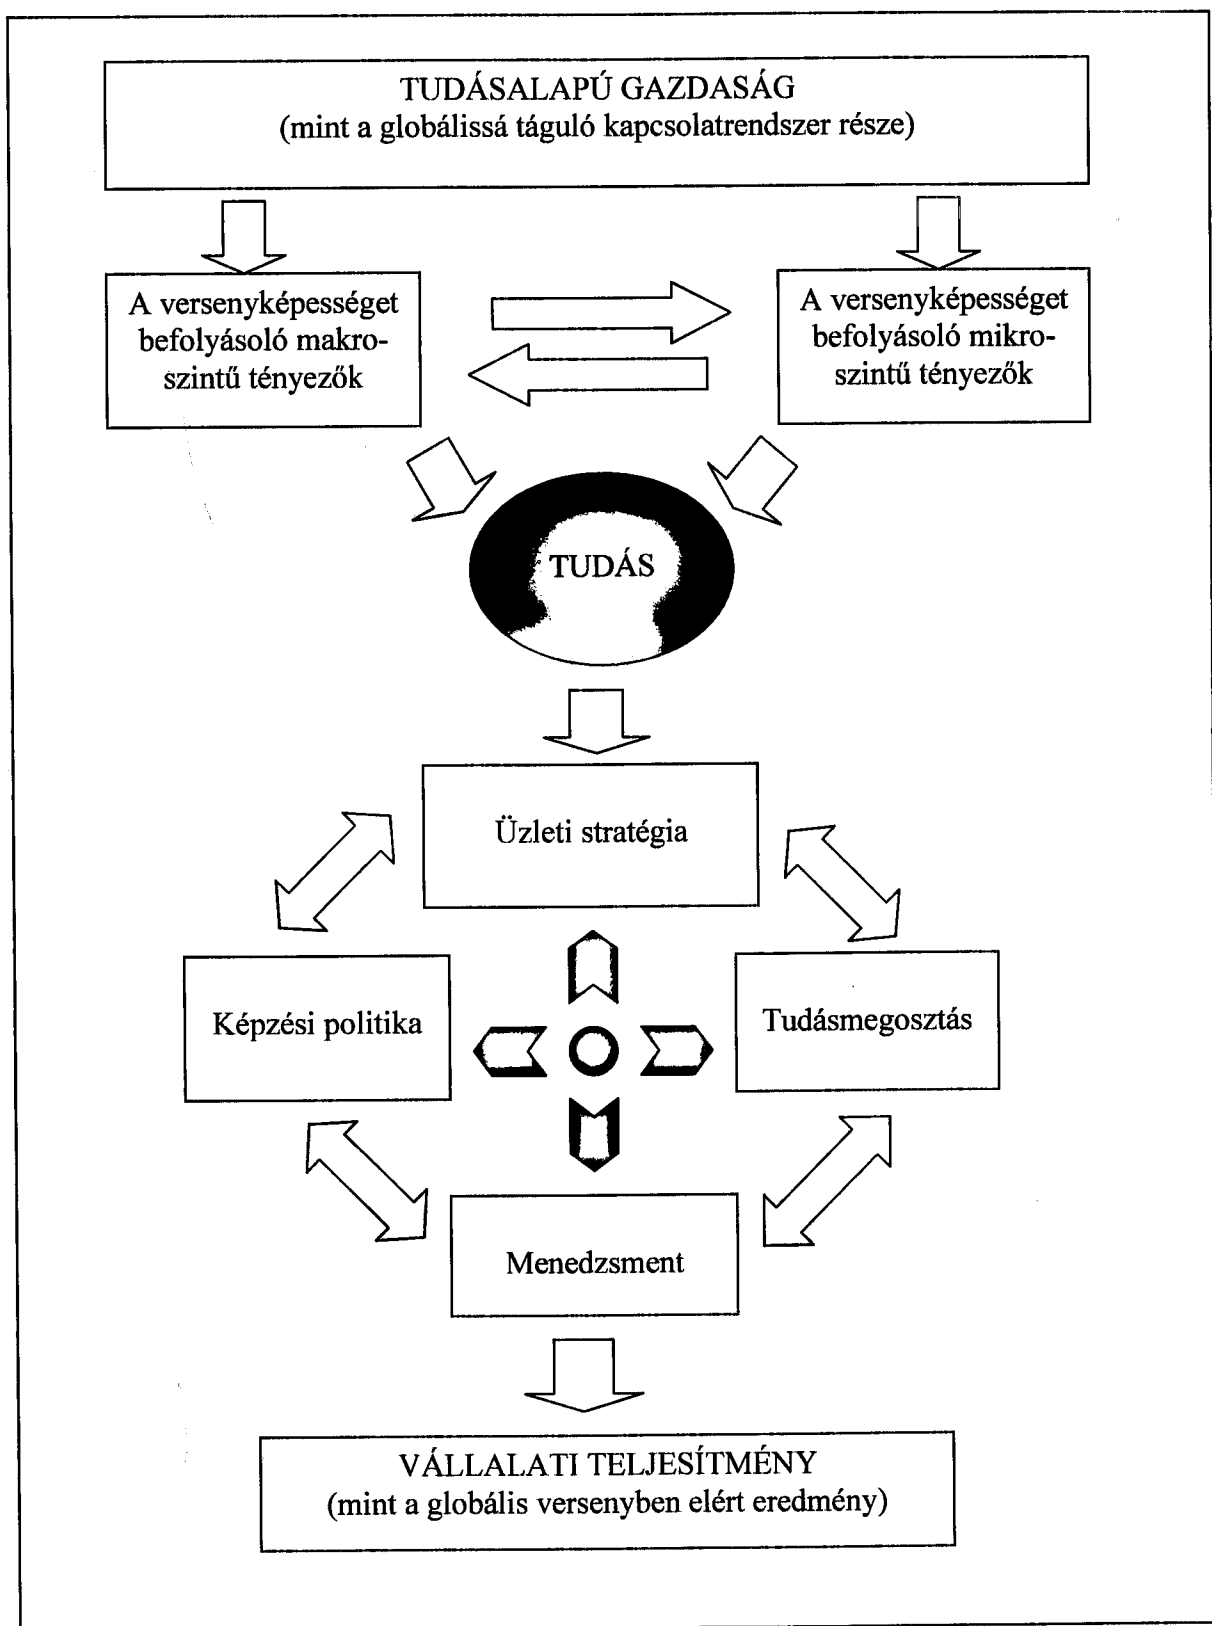 TUDÁSALAPÚ GAZDASÁG
(mint a globálissá táguló kapcsolatrendszer része)
A versenyképességet
befolyásoló makro-
szintű tényezők
A versenyképességet
befolyásoló mikro-
szintű tényezők
TUDÁS
Üzleti stratégia
Képzési politika
Tudásmegosztás
Menedzsment
VÁLLALATI TELJESÍTMÉNY
(mint a globális versenyben elért eredmény)